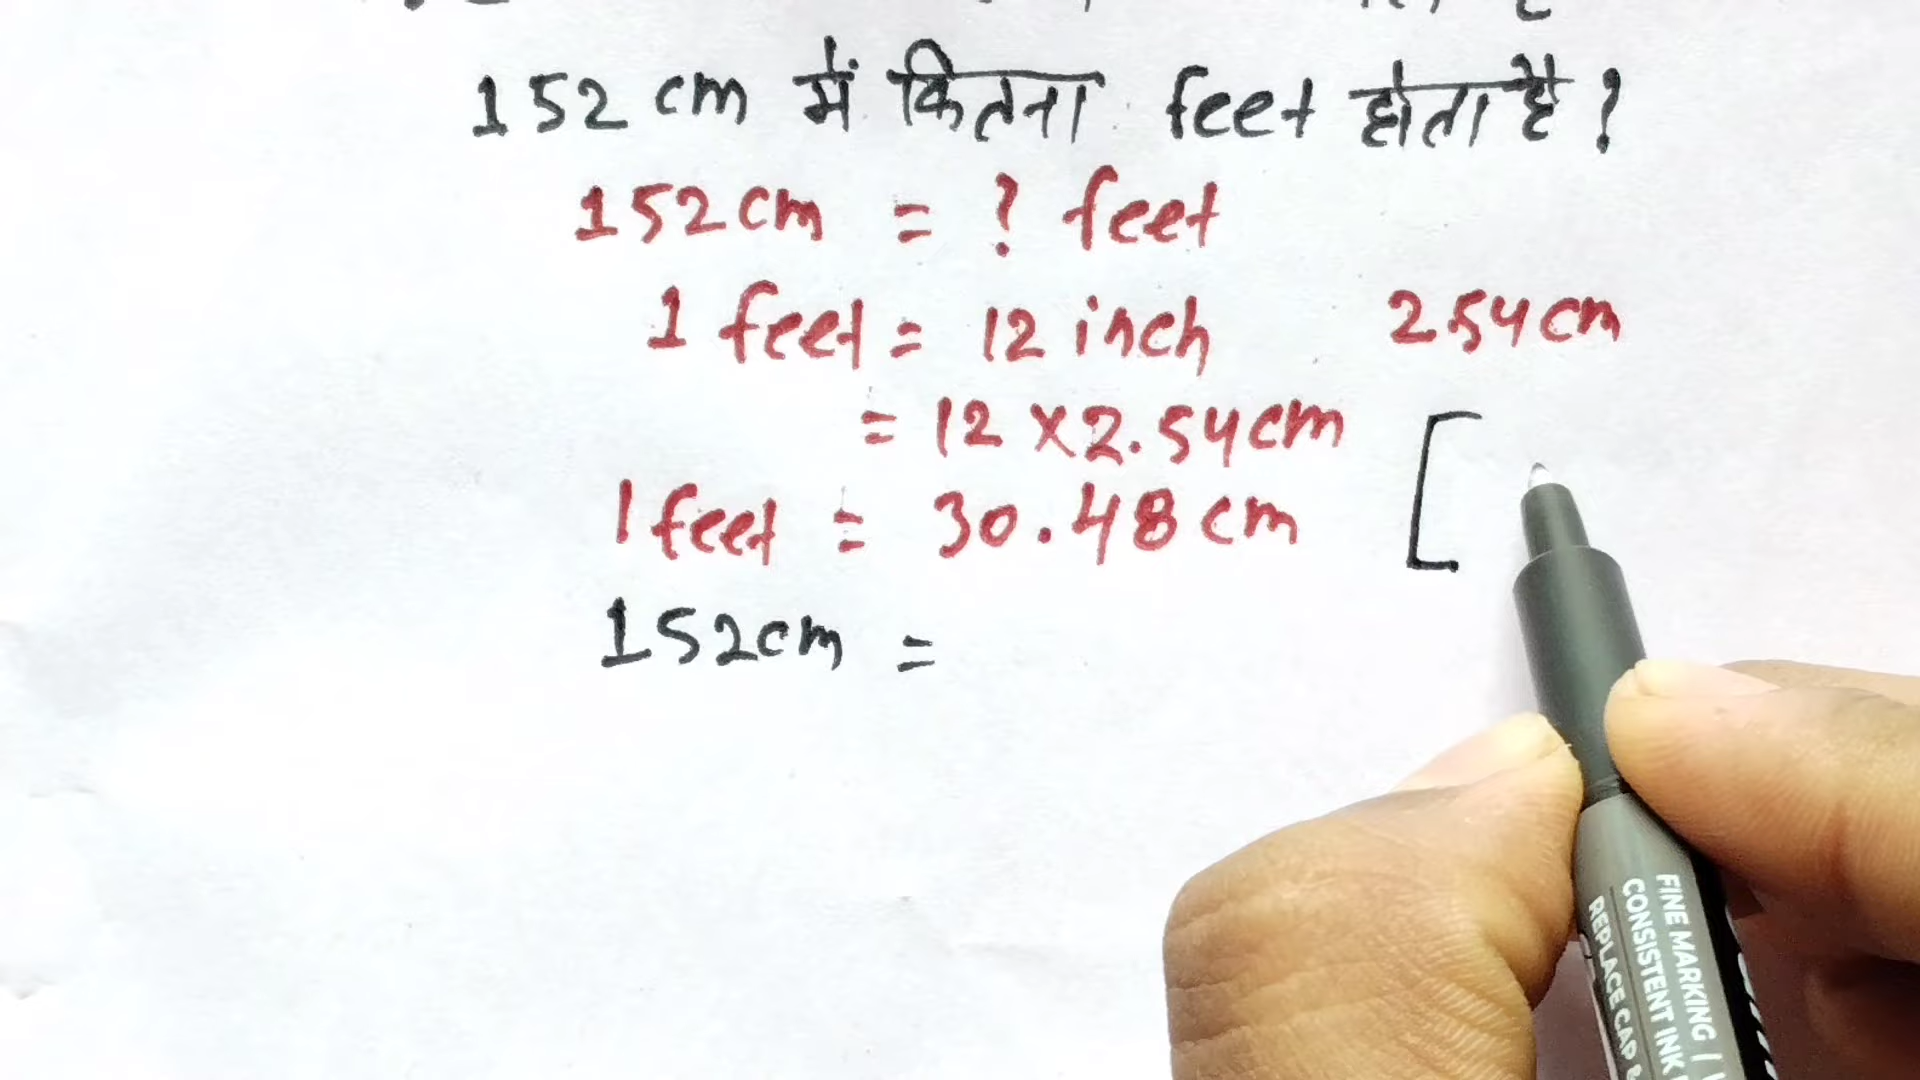 152 cm में कितना feet होता है ?
152cm = ? feet
1 feet = 12 inch 2.54cm
= 12 × 2.54cm
1 feet = 30.48 cm [
152cm =
FINE MARKING |
CONSISTENT INK
REPLACE CAP &